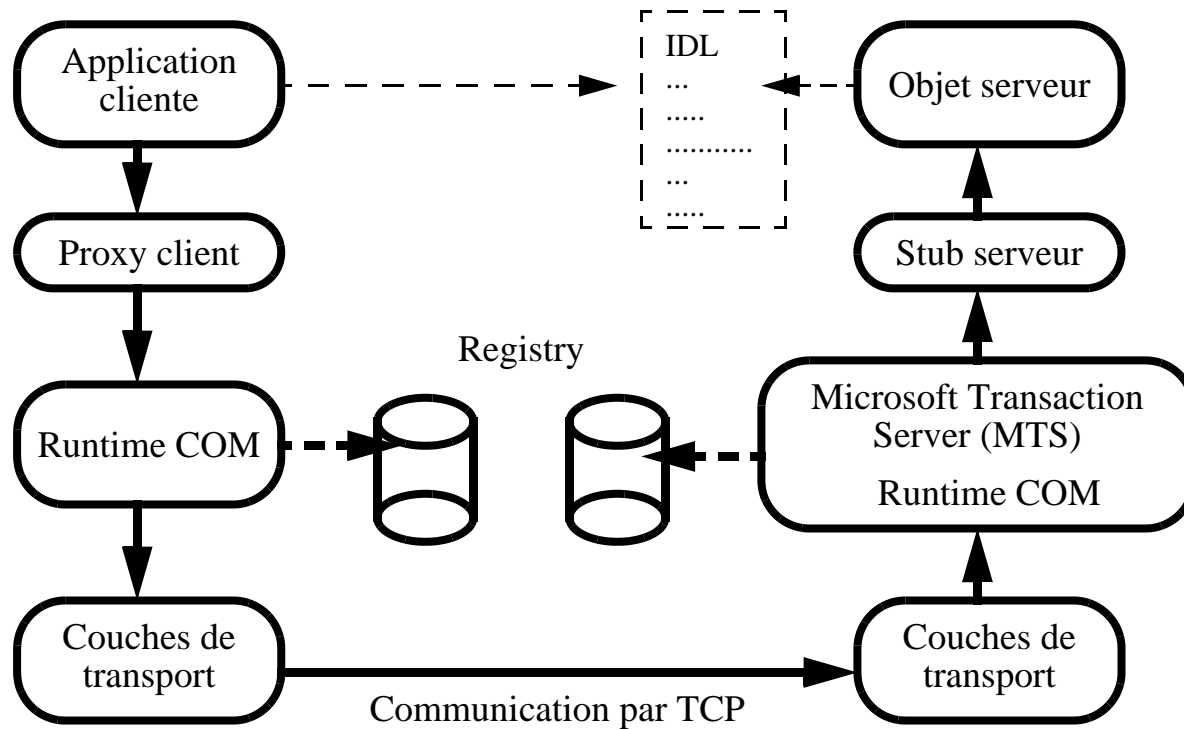 Application
cliente
IDL
...
.....
...........
...
.....
Objet serveur
Proxy client
Stub serveur
Registry
Runtime COM
Microsoft Transaction
Server (MTS)
Runtime COM
Couches de
transport
Couches de
transport
Communication par TCP